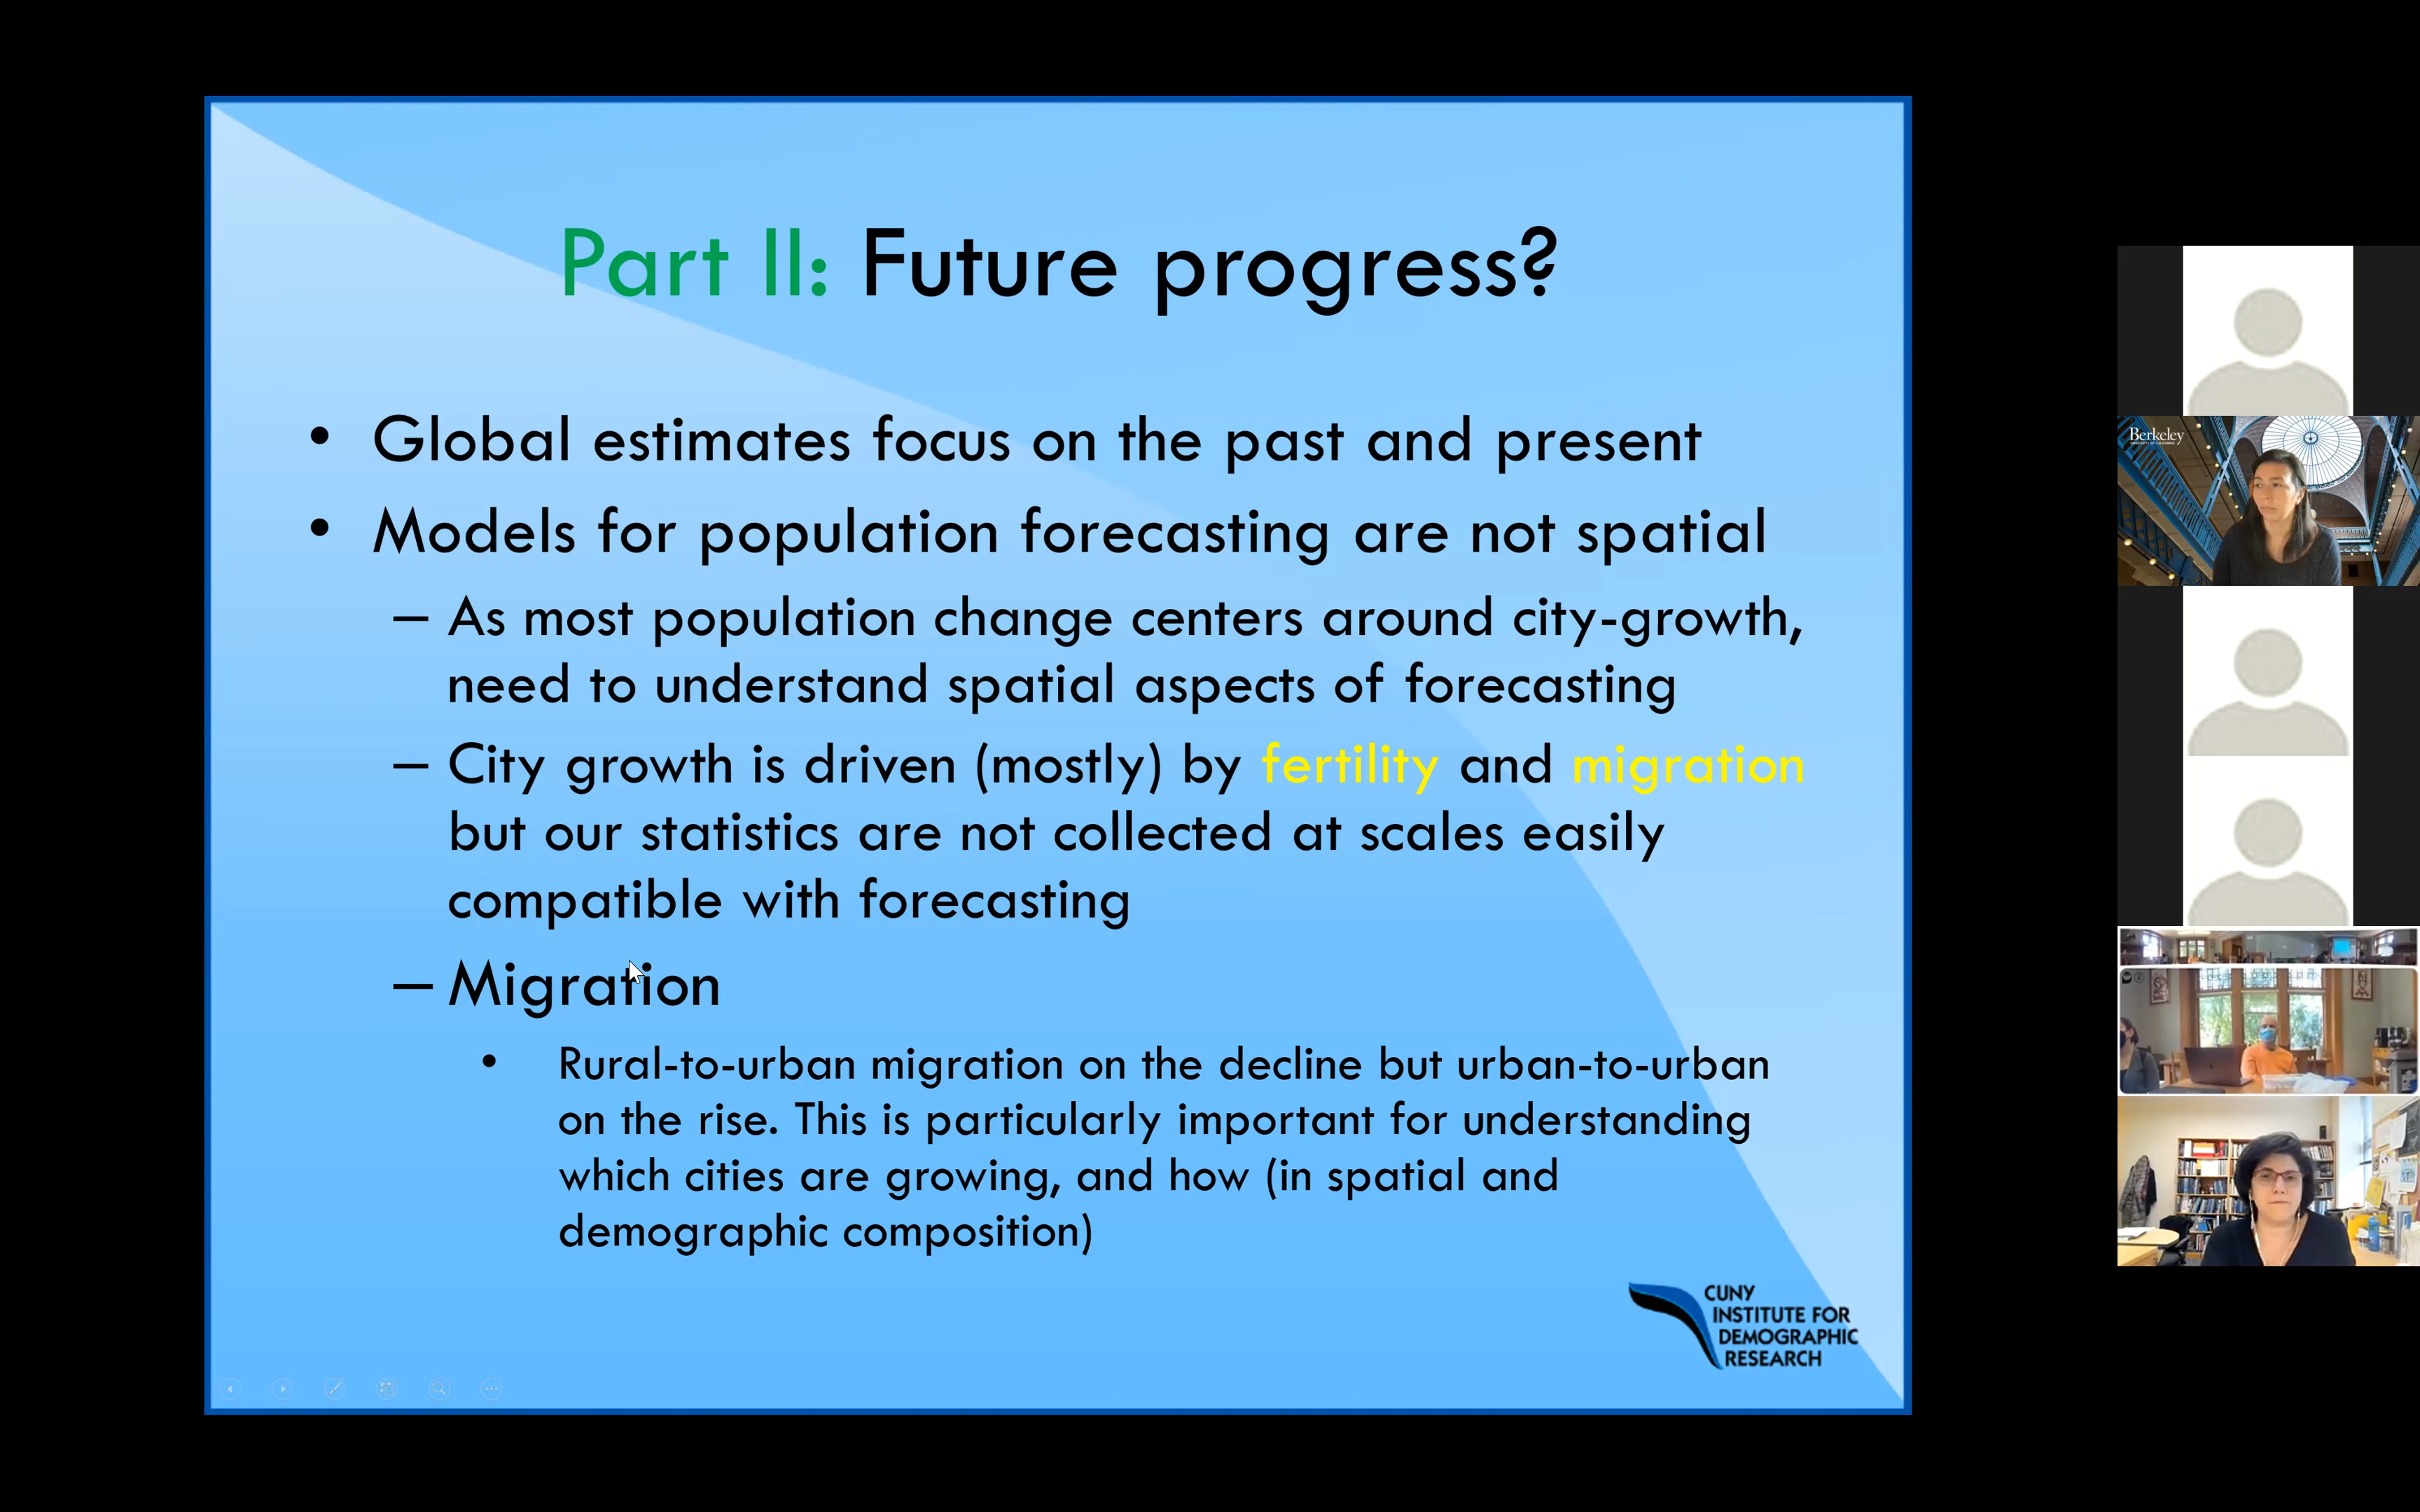 Part II: Future progress?
• Global estimates focus on the past and present
• Models for population forecasting are not spatial
– As most population change centers around city-growth,
need to understand spatial aspects of forecasting
– City growth is driven (mostly) by fertility and migration
but our statistics are not collected at scales easily
compatible with forecasting
– Migration
• Rural-to-urban migration on the decline but urban-to-urban
on the rise. This is particularly important for understanding
which cities are growing, and how (in spatial and
demographic composition)
CUNY
INSTITUTE FOR
DEMOGRAPHIC
RESEARCH
Berkeley